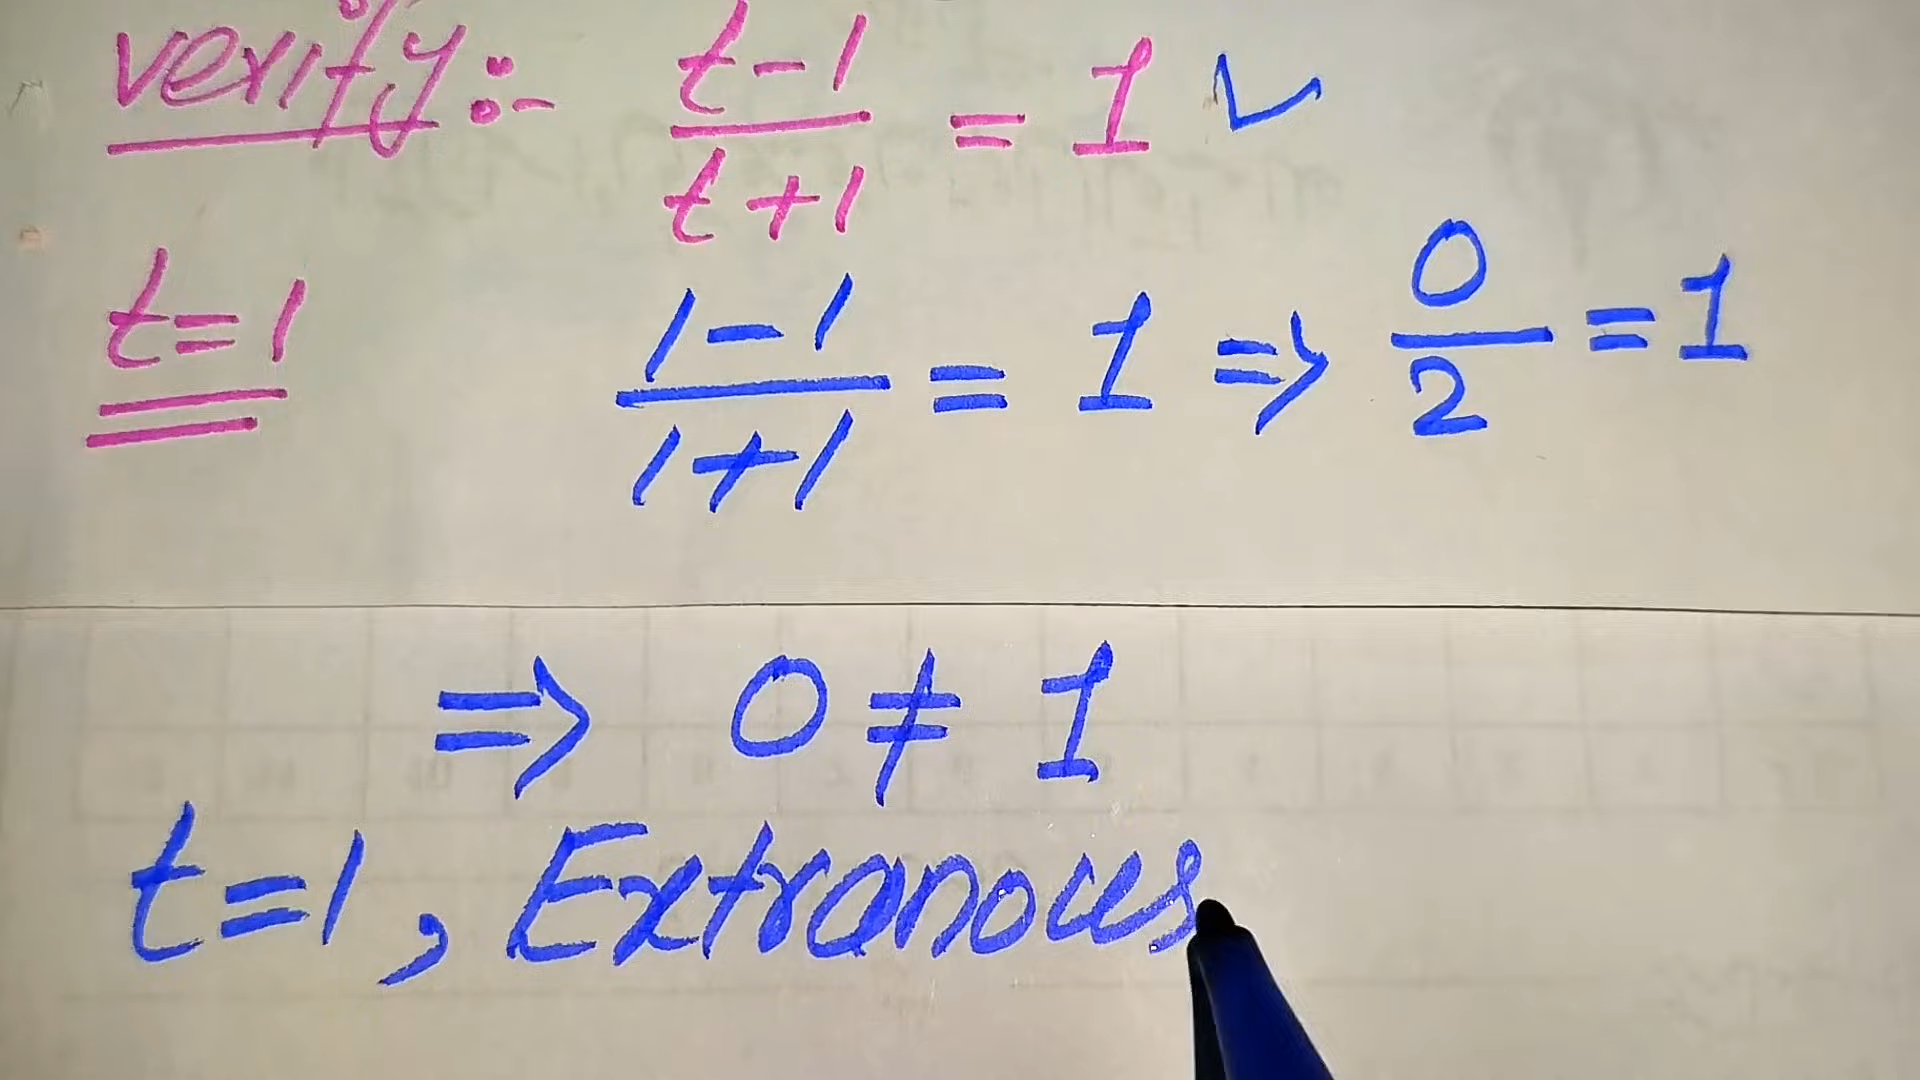 verify :- (t-1)/(t+1) = 1 ✓
t=1 (1-1)/(1+1) = 1 ⇒ 0/2 = 1
⇒ 0 ≠ 1
t=1, Extranous